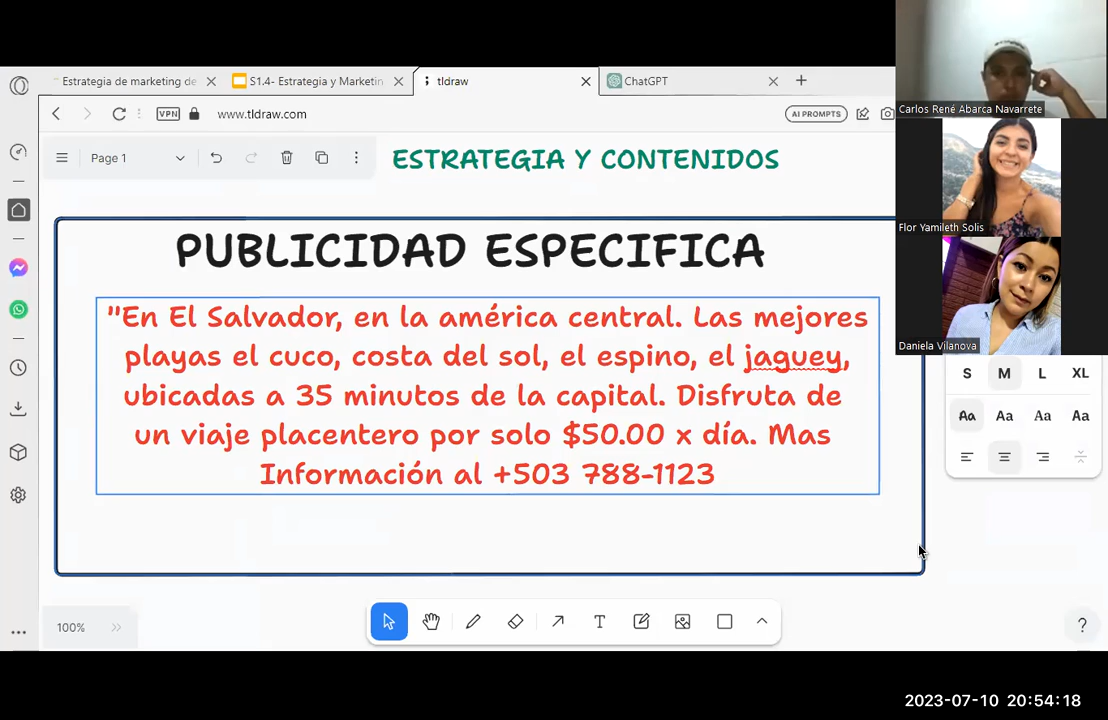 Estrategia de marketing de
S1.4- Estrategia y Marketin
tldraw
ChatGPT
VPN
www.tldraw.com
AI PROMPTS
Page 1
ESTRATEGIA Y CONTENIDOS
PUBLICIDAD ESPECIFICA
"En El Salvador, en la américa central. Las mejores
playas el cuco, costa del sol, el espino, el jaguey,
ubicadas a 35 minutos de la capital. Disfruta de
un viaje placentero por solo $50.00 x día. Mas
Información al +503 788-1123
Carlos René Abarca Navarrete
Flor Yamileth Solis
Daniela Vilanova
S M L XL
Aa Aa Aa Aa
100%
T
?
2023-07-10 20:54:18